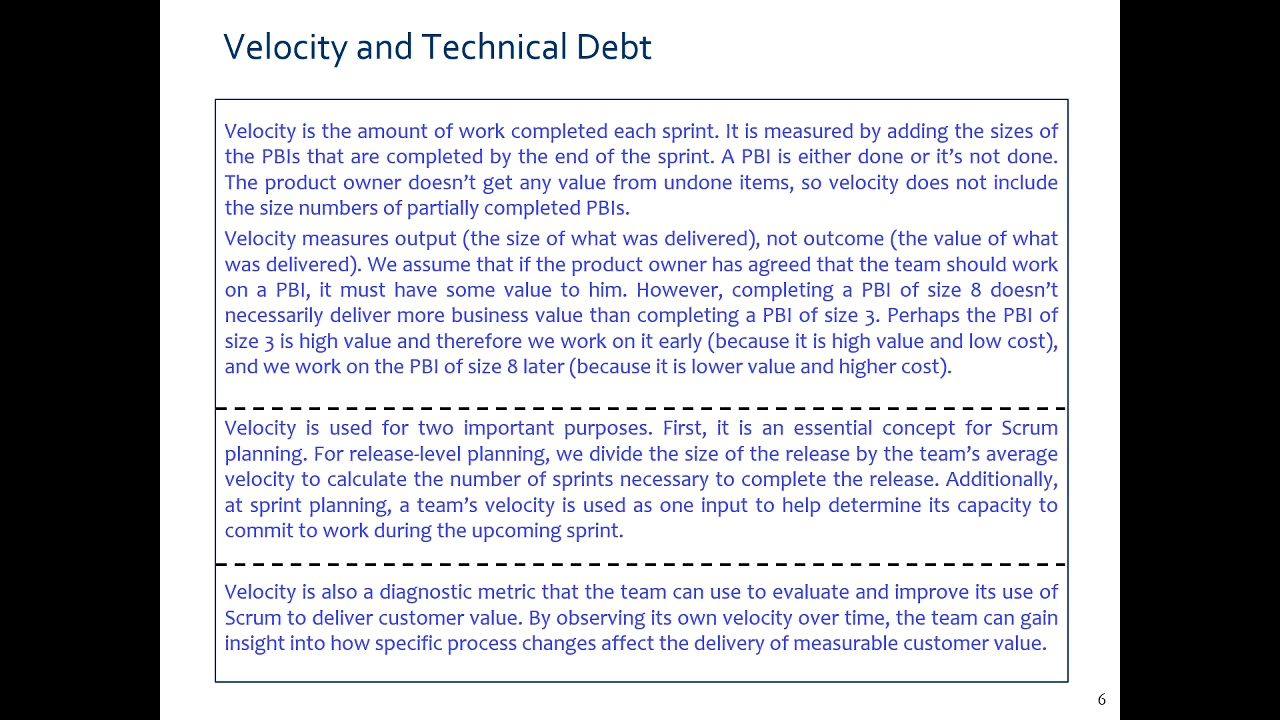 Velocity and Technical Debt
Velocity is the amount of work completed each sprint. It is measured by adding the sizes of
the PBIs that are completed by the end of the sprint. A PBI is either done or it’s not done.
The product owner doesn’t get any value from undone items, so velocity does not include
the size numbers of partially completed PBIs.
Velocity measures output (the size of what was delivered), not outcome (the value of what
was delivered). We assume that if the product owner has agreed that the team should work
on a PBI, it must have some value to him. However, completing a PBI of size 8 doesn’t
necessarily deliver more business value than completing a PBI of size 3. Perhaps the PBI of
size 3 is high value and therefore we work on it early (because it is high value and low cost),
and we work on the PBI of size 8 later (because it is lower value and higher cost).
Velocity is used for two important purposes. First, it is an essential concept for Scrum
planning. For release-level planning, we divide the size of the release by the team’s average
velocity to calculate the number of sprints necessary to complete the release. Additionally,
at sprint planning, a team’s velocity is used as one input to help determine its capacity to
commit to work during the upcoming sprint.
Velocity is also a diagnostic metric that the team can use to evaluate and improve its use of
Scrum to deliver customer value. By observing its own velocity over time, the team can gain
insight into how specific process changes affect the delivery of measurable customer value.
6